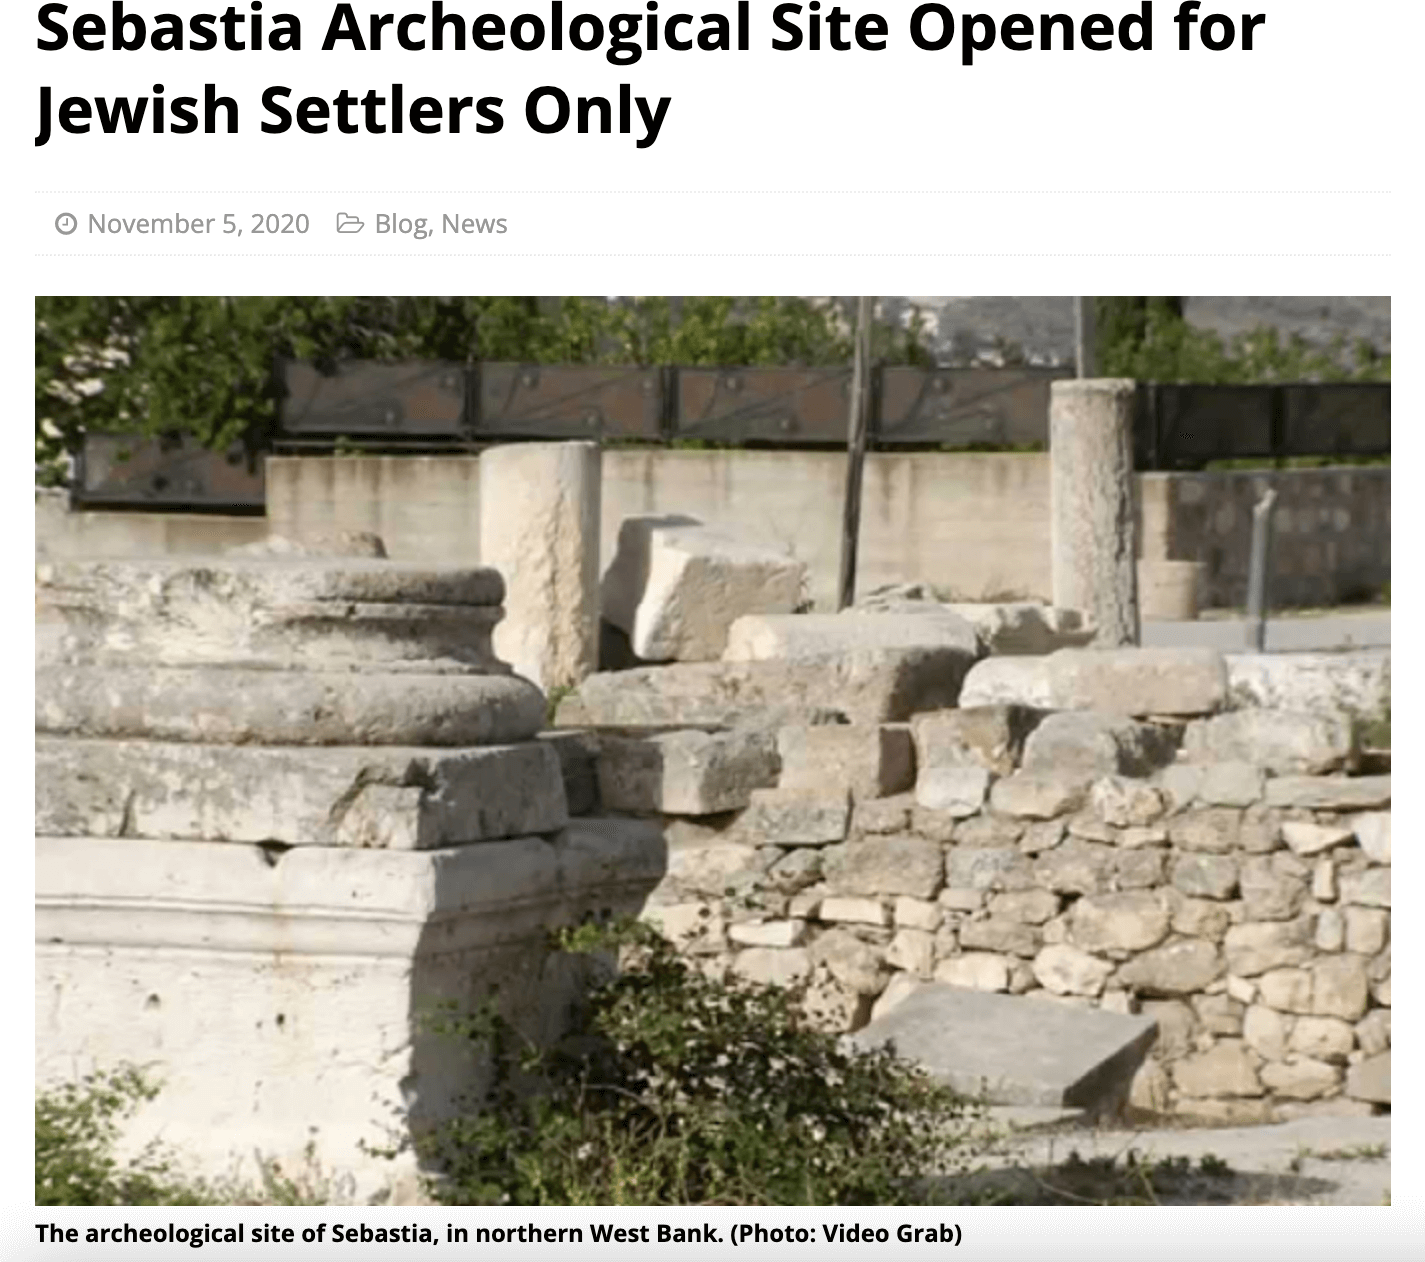 Sebastia Archeological Site Opened for
Jewish Settlers Only
November 5, 2020 Blog, News
The archeological site of Sebastia, in northern West Bank. (Photo: Video Grab)